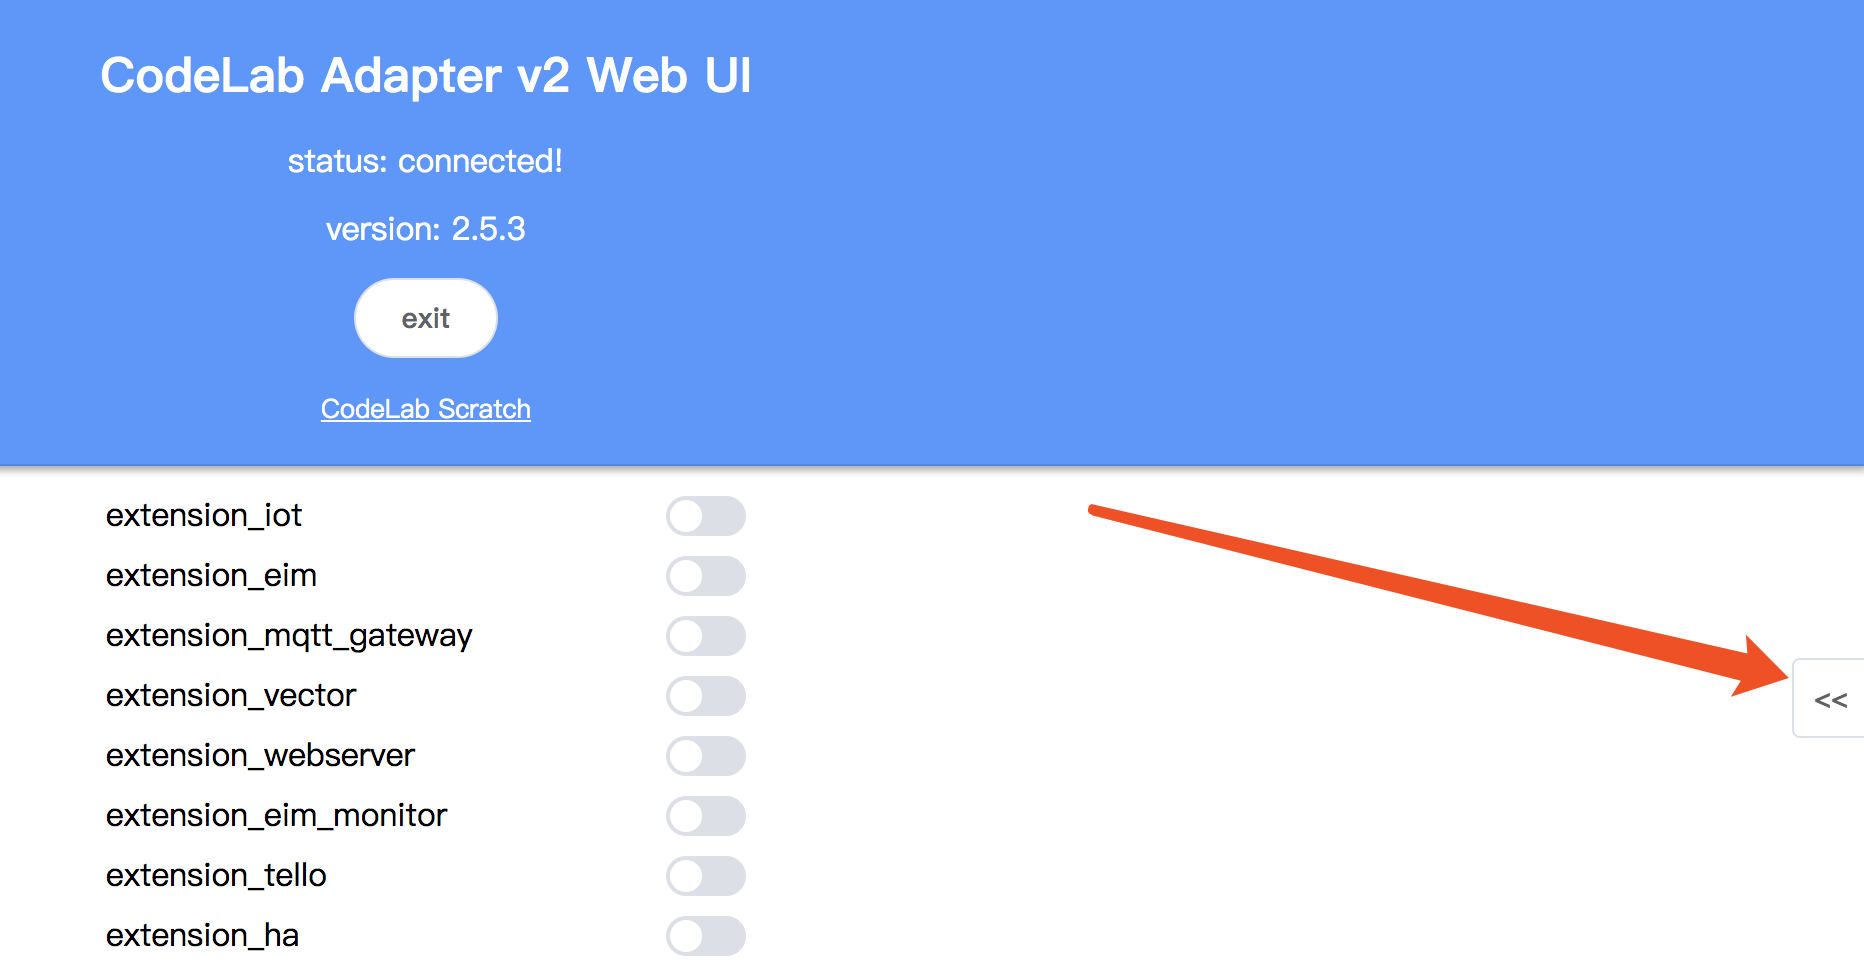 CodeLab Adapter v2 Web UI
status: connected!
version: 2.5.3
exit
CodeLab Scratch
extension_iot
extension_eim
extension_mqtt_gateway
extension_vector
<<
extension_webserver
extension_eim_monitor
extension_tello
extension_ha